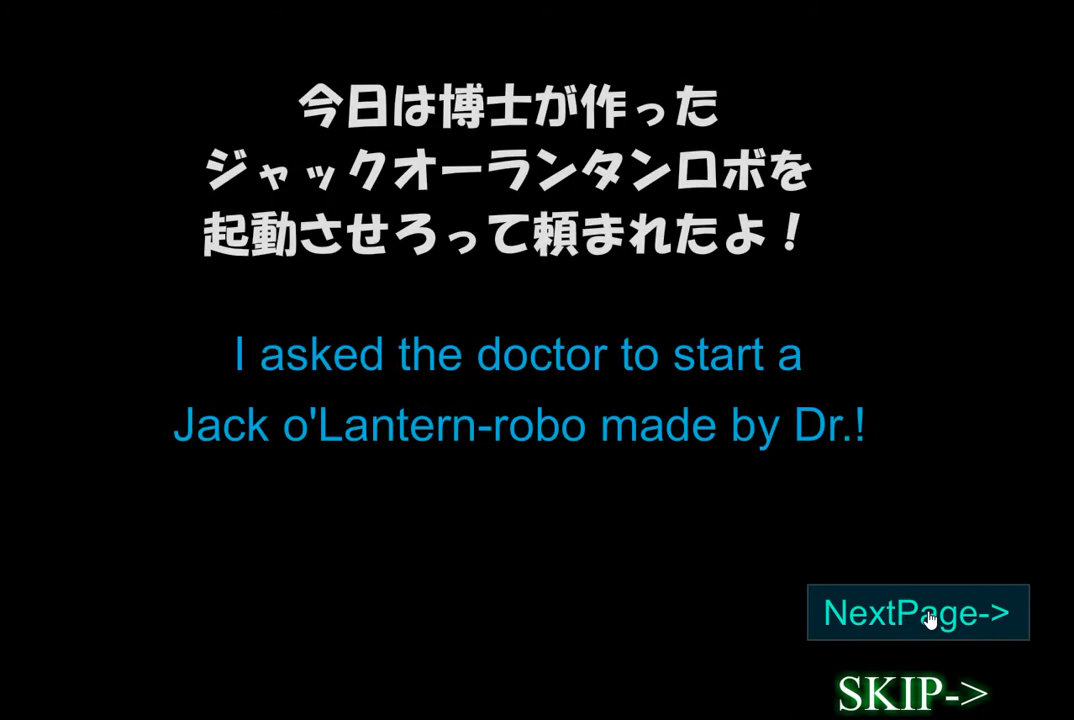 今日は博士が作った
ジャックオーランタンロボを
起動させろって頼まれたよ！
I asked the doctor to start a
Jack o'Lantern-robo made by Dr.!
NextPage->
SKIP->